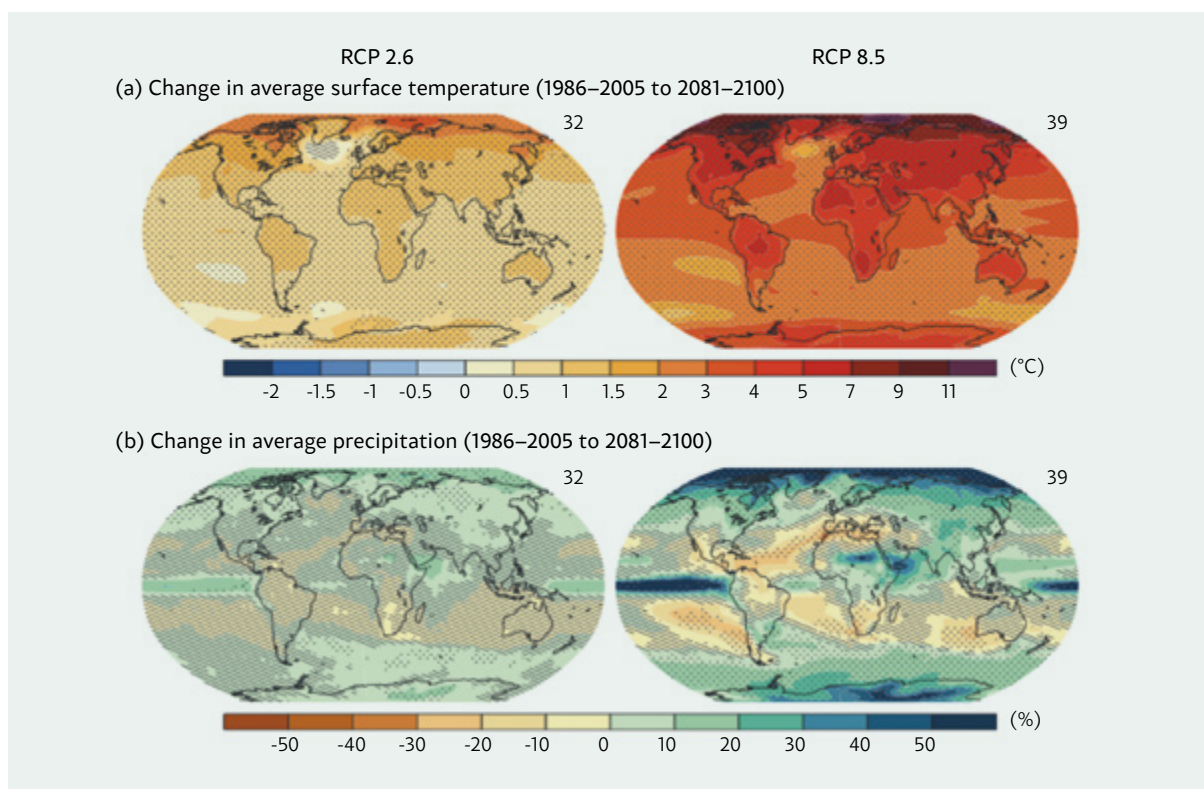 RCP 2.6 RCP 8.5
(a) Change in average surface temperature (1986–2005 to 2081–2100)
32 39
-2 -1.5 -1 -0.5 0 0.5 1 1.5 2 3 4 5 7 9 11 (°C)
(b) Change in average precipitation (1986–2005 to 2081–2100)
32 39
-50 -40 -30 -20 -10 0 10 20 30 40 50 (%)